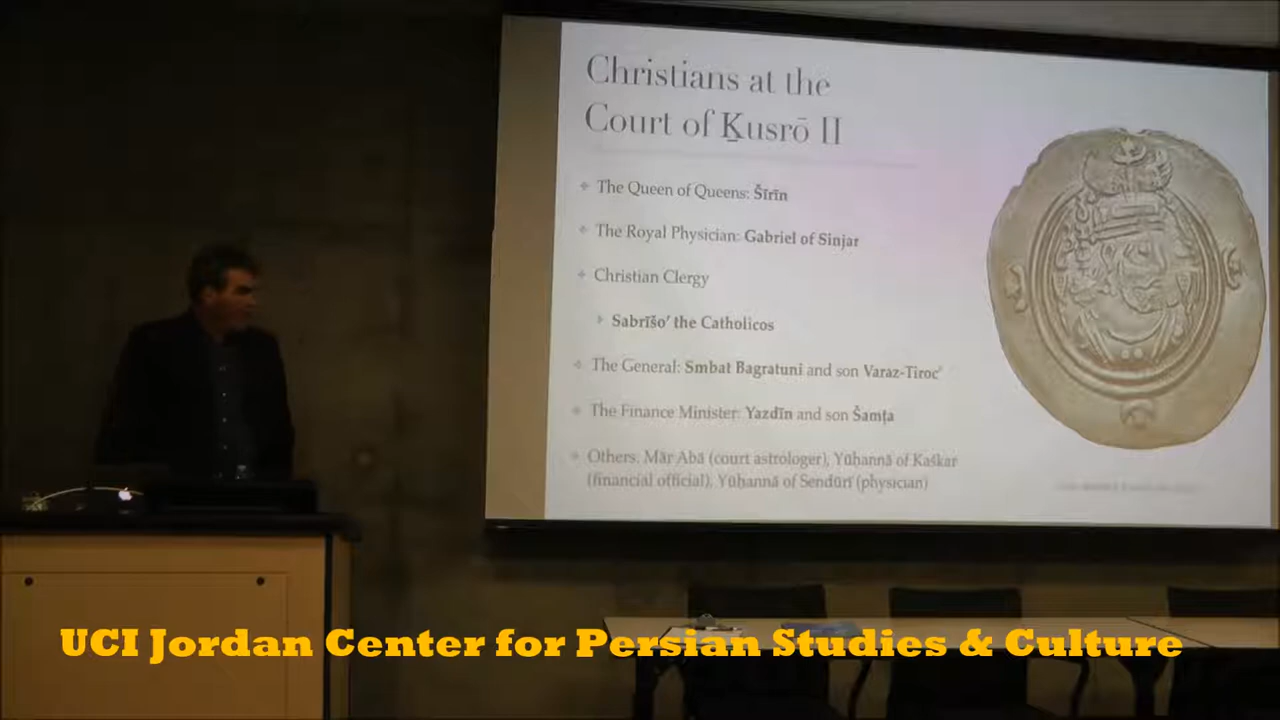 Christians at the
Court of Ḵusrō II
The Queen of Queens: Šīrīn
The Royal Physician: Gabriel of Sinjar
Christian Clergy
Sabrīšoʿ the Catholicos
The General: Smbat Bagratuni and son Varaz-Tirocʿ
The Finance Minister: Yazdīn and son Šamṭa
Others: Mār Abā (court astrologer), Yūḥannā of Kaškar
(financial official), Yūḥannā of Sendūrī (physician)
UCI Jordan Center for Persian Studies & Culture